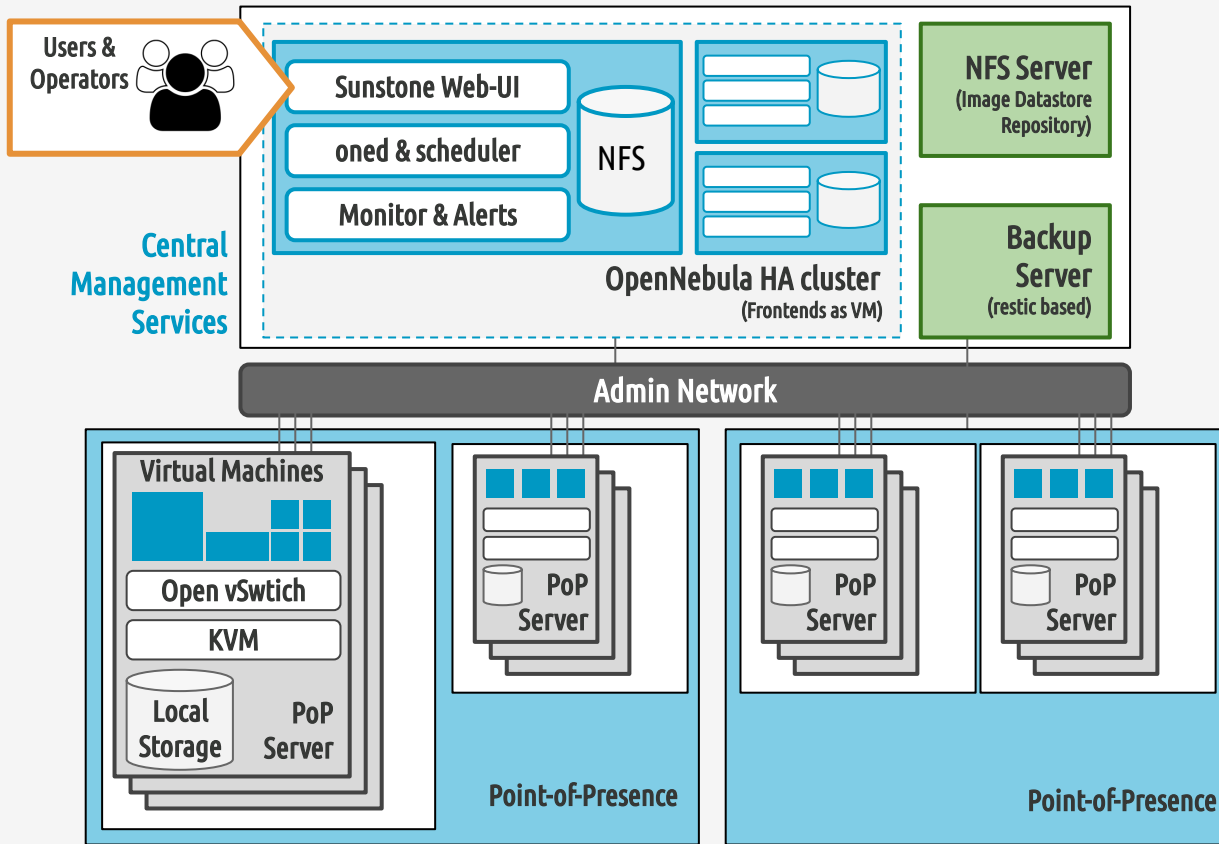 Users &
Operators
Sunstone Web-UI
oned & scheduler
Monitor & Alerts
NFS
OpenNebula HA cluster
(Frontends as VM)
NFS Server
(Image Datastore
Repository)
Backup
Server
(restic based)
Central
Management
Services
Admin Network
Virtual Machines
Open vSwtich
KVM
Local
Storage
PoP
Server
PoP
Server
Point-of-Presence
PoP
Server
PoP
Server
Point-of-Presence